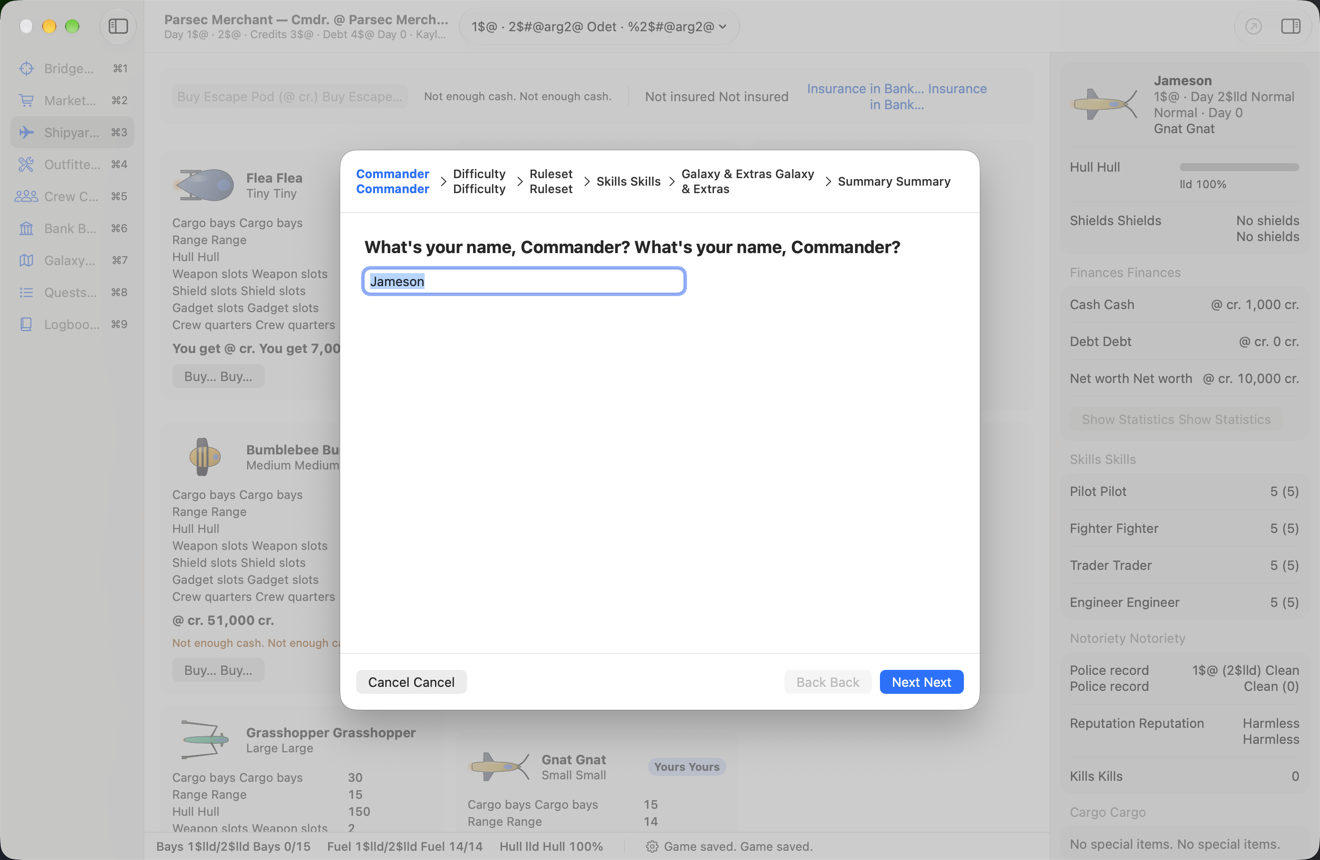 Parsec Merchant — Cmdr. @ Parsec Merch...
Day 1$@ · 2$@ · Credits 3$@ · Debt 4$@ Day 0 · Kayl...
1$@ · 2$#@arg2@ Odet · %2$#@arg2@
Bridge... ⌘1
Market... ⌘2
Shipyar... ⌘3
Outfitte... ⌘4
Crew C... ⌘5
Bank B... ⌘6
Galaxy... ⌘7
Quests... ⌘8
Logboo... ⌘9
Buy Escape Pod (@ cr.) Buy Escape...
Not enough cash. Not enough cash.
Not insured Not insured
Insurance in Bank... Insurance
in Bank...
Flea Flea
Tiny Tiny
Cargo bays Cargo bays
Range Range
Hull Hull
Weapon slots Weapon slots
Shield slots Shield slots
Gadget slots Gadget slots
Crew quarters Crew quarters
You get @ cr. You get 7,00
Buy... Buy...
Bumblebee Bu
Medium Medium
Cargo bays Cargo bays
Range Range
Hull Hull
Weapon slots Weapon slots
Shield slots Shield slots
Gadget slots Gadget slots
Crew quarters Crew quarters
@ cr. 51,000 cr.
Not enough cash. Not enough ca
Buy... Buy...
Grasshopper Grasshopper
Large Large
Cargo bays Cargo bays 30
Range Range 15
Hull Hull 150
Weapon slots Weapon slots 2
Gnat Gnat
Small Small
Yours Yours
Cargo bays Cargo bays 15
Range Range 14
Commander
Commander
Difficulty
Difficulty
Ruleset
Ruleset
Skills Skills
Galaxy & Extras Galaxy
& Extras
Summary Summary
What's your name, Commander? What's your name, Commander?
Jameson
Cancel Cancel
Back Back
Next Next
Jameson
1$@ · Day 2$lld Normal
Normal · Day 0
Gnat Gnat
Hull Hull
lld 100%
Shields Shields
No shields
No shields
Finances Finances
Cash Cash @ cr. 1,000 cr.
Debt Debt @ cr. 0 cr.
Net worth Net worth @ cr. 10,000 cr.
Show Statistics Show Statistics
Skills Skills
Pilot Pilot 5 (5)
Fighter Fighter 5 (5)
Trader Trader 5 (5)
Engineer Engineer 5 (5)
Notoriety Notoriety
Police record 1$@ (2$lld) Clean
Police record Clean (0)
Reputation Reputation Harmless
Harmless
Kills Kills 0
Cargo Cargo
No special items. No special items.
Bays 1$lld/2$lld Bays 0/15
Fuel 1$lld/2$lld Fuel 14/14
Hull lld Hull 100%
Game saved. Game saved.